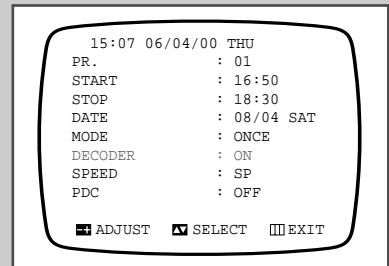 15:07 06/04/00 THU
PR. : 01
START : 16:50
STOP : 18:30
DATE : 08/04 SAT
MODE : ONCE
DECODER : ON
SPEED : SP
PDC : OFF
ADJUST SELECT EXIT